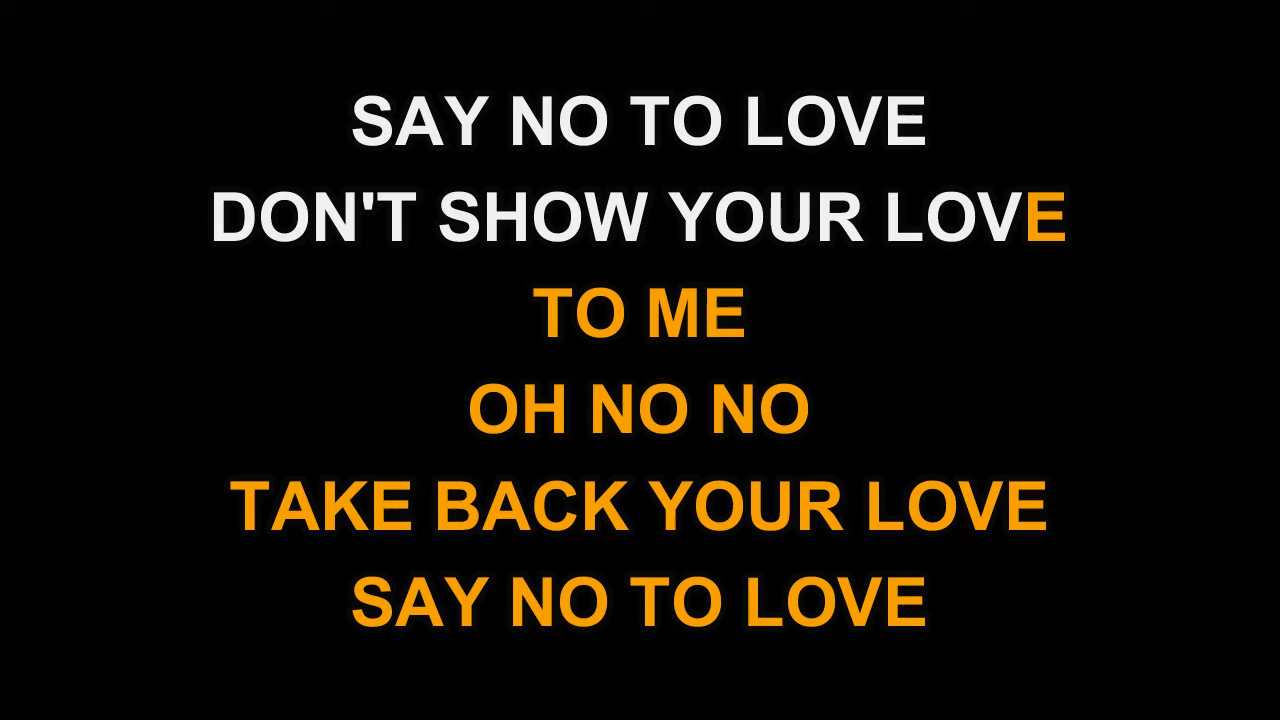 SAY NO TO LOVE
DON'T SHOW YOUR LOVE
TO ME
OH NO NO
TAKE BACK YOUR LOVE
SAY NO TO LOVE